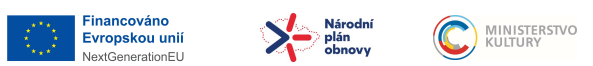 Financováno
Evropskou unií
NextGenerationEU
Národní
plán
obnovy
MINISTERSTVO
KULTURY